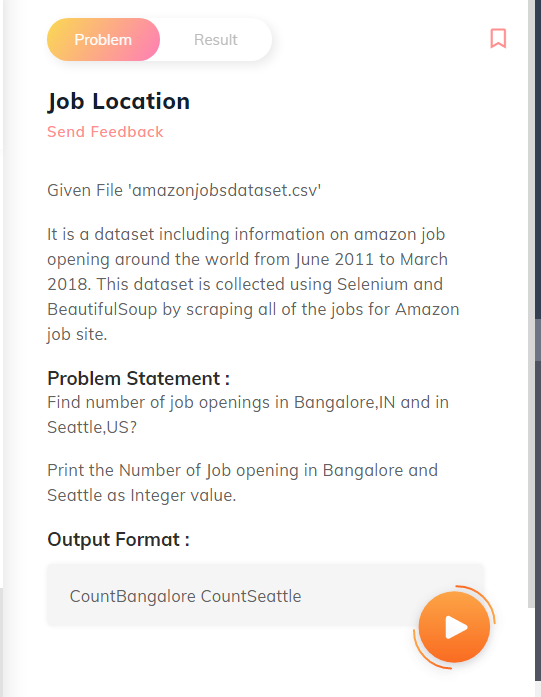 Problem
Result
Job Location
Send Feedback
Given File 'amazonjobsdataset.csv'
It is a dataset including information on amazon job
opening around the world from June 2011 to March
2018. This dataset is collected using Selenium and
BeautifulSoup by scraping all of the jobs for Amazon
job site.
Problem Statement :
Find number of job openings in Bangalore,IN and in
Seattle,US?
Print the Number of Job opening in Bangalore and
Seattle as Integer value.
Output Format :
CountBangalore CountSeattle